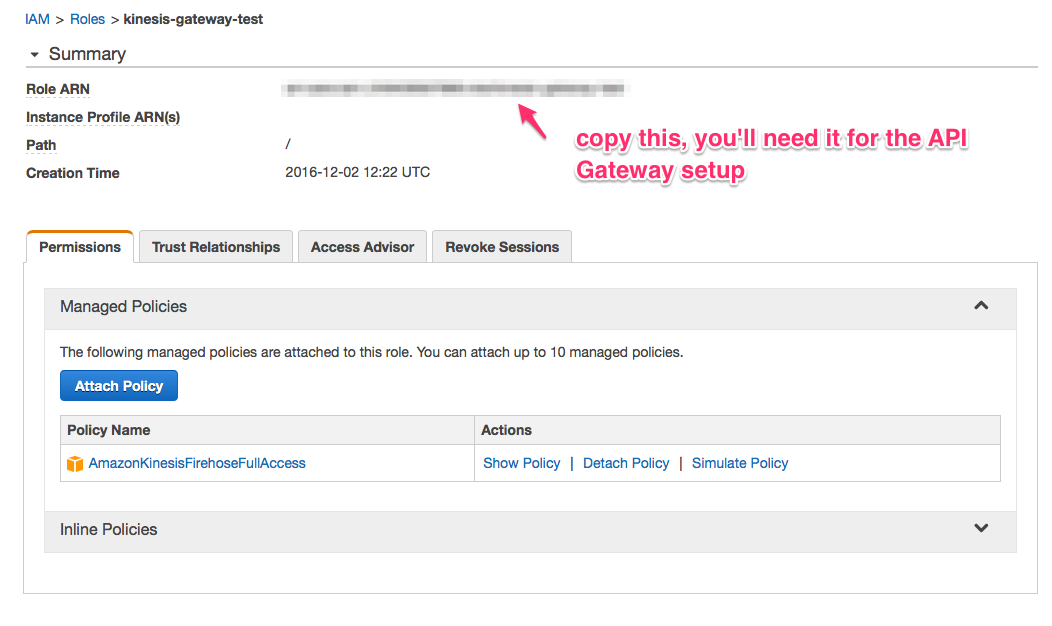 IAM > Roles > kinesis-gateway-test
Summary
Role ARN
Instance Profile ARN(s)
Path /
Creation Time 2016-12-02 12:22 UTC
copy this, you'll need it for the API
Gateway setup
Permissions Trust Relationships Access Advisor Revoke Sessions
Managed Policies
The following managed policies are attached to this role. You can attach up to 10 managed policies.
Attach Policy
Policy Name Actions
AmazonKinesisFirehoseFullAccess Show Policy | Detach Policy | Simulate Policy
Inline Policies